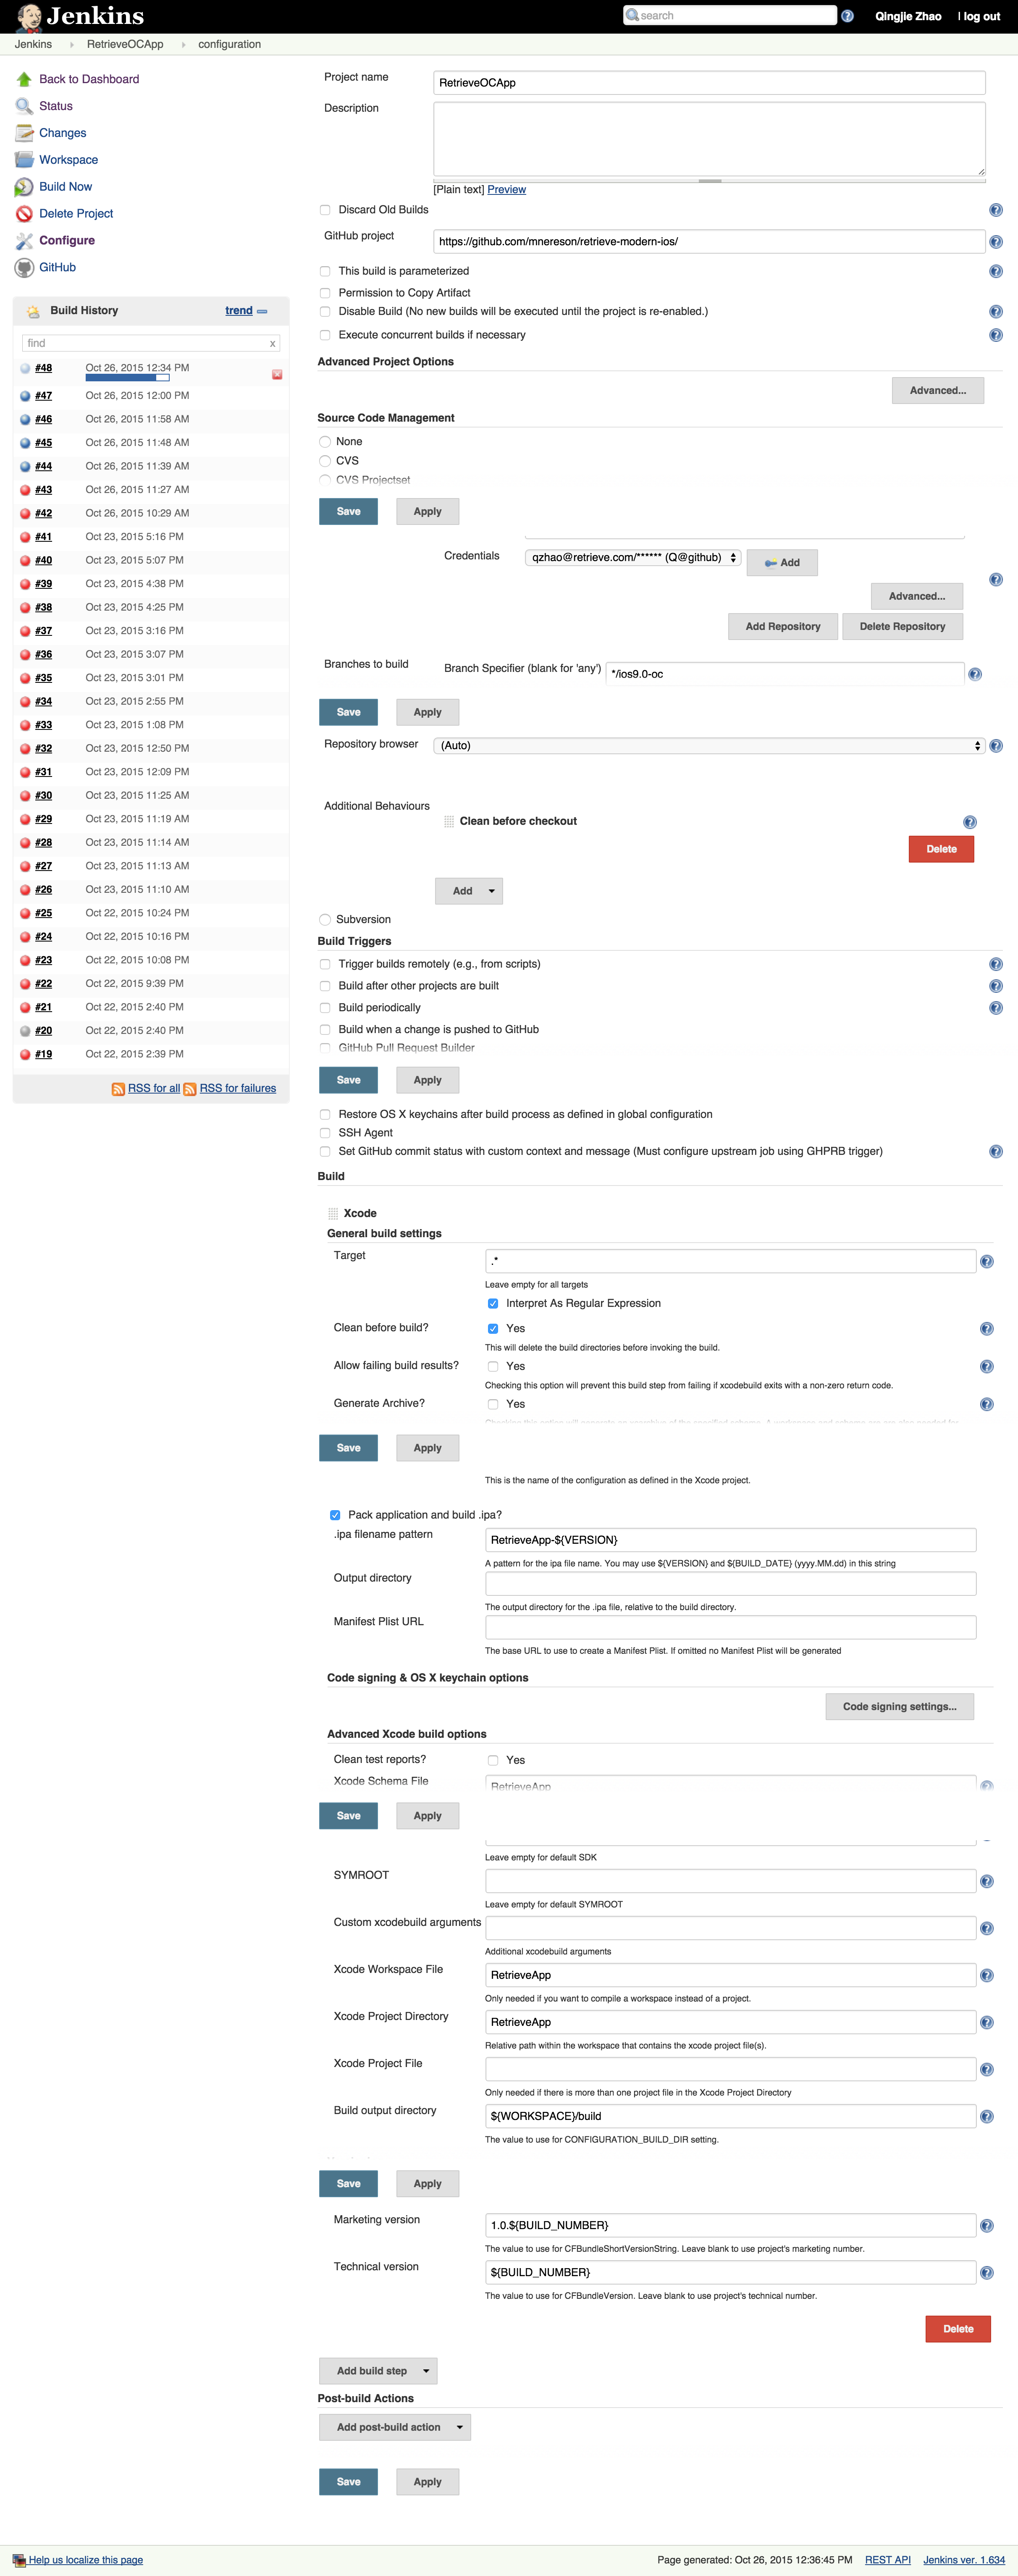 Jenkins
search
Qingjie Zhao
| log out
Jenkins
RetrieveOCApp
configuration
Back to Dashboard
Status
Changes
Workspace
Build Now
Delete Project
Configure
GitHub
Build History
trend
find
x
#48 Oct 26, 2015 12:34 PM
#47 Oct 26, 2015 12:00 PM
#46 Oct 26, 2015 11:58 AM
#45 Oct 26, 2015 11:48 AM
#44 Oct 26, 2015 11:39 AM
#43 Oct 26, 2015 11:27 AM
#42 Oct 26, 2015 10:29 AM
#41 Oct 23, 2015 5:16 PM
#40 Oct 23, 2015 5:07 PM
#39 Oct 23, 2015 4:38 PM
#38 Oct 23, 2015 4:25 PM
#37 Oct 23, 2015 3:16 PM
#36 Oct 23, 2015 3:07 PM
#35 Oct 23, 2015 3:01 PM
#34 Oct 23, 2015 2:55 PM
#33 Oct 23, 2015 1:08 PM
#32 Oct 23, 2015 12:50 PM
#31 Oct 23, 2015 12:09 PM
#30 Oct 23, 2015 11:25 AM
#29 Oct 23, 2015 11:19 AM
#28 Oct 23, 2015 11:14 AM
#27 Oct 23, 2015 11:13 AM
#26 Oct 23, 2015 11:10 AM
#25 Oct 22, 2015 10:24 PM
#24 Oct 22, 2015 10:16 PM
#23 Oct 22, 2015 10:08 PM
#22 Oct 22, 2015 9:39 PM
#21 Oct 22, 2015 2:40 PM
#20 Oct 22, 2015 2:40 PM
#19 Oct 22, 2015 2:39 PM
RSS for all RSS for failures
Project name RetrieveOCApp
Description
[Plain text] Preview
Discard Old Builds
GitHub project https://github.com/mnereson/retrieve-modern-ios/
This build is parameterized
Permission to Copy Artifact
Disable Build (No new builds will be executed until the project is re-enabled.)
Execute concurrent builds if necessary
Advanced Project Options
Advanced...
Source Code Management
None
CVS
CVS Projectset
Save Apply
Credentials qzhao@retrieve.com/****** (Q@github) Add
Advanced...
Add Repository Delete Repository
Branches to build Branch Specifier (blank for 'any') */ios9.0-oc
Save Apply
Repository browser (Auto)
Additional Behaviours
Clean before checkout
Delete
Add
Subversion
Build Triggers
Trigger builds remotely (e.g., from scripts)
Build after other projects are built
Build periodically
Build when a change is pushed to GitHub
GitHub Pull Request Builder
Save Apply
Restore OS X keychains after build process as defined in global configuration
SSH Agent
Set GitHub commit status with custom context and message (Must configure upstream job using GHPRB trigger)
Build
Xcode
General build settings
Target .*
Leave empty for all targets
Interpret As Regular Expression
Clean before build? Yes
This will delete the build directories before invoking the build.
Allow failing build results? Yes
Checking this option will prevent this build step from failing if xcodebuild exits with a non-zero return code.
Generate Archive? Yes
Save Apply
This is the name of the configuration as defined in the Xcode project.
Pack application and build .ipa?
.ipa filename pattern RetrieveApp-${VERSION}
A pattern for the ipa file name. You may use ${VERSION} and ${BUILD_DATE} (yyyy.MM.dd) in this string
Output directory
The output directory for the .ipa file, relative to the build directory.
Manifest Plist URL
The base URL to use to create a Manifest Plist. If omitted no Manifest Plist will be generated
Code signing & OS X keychain options
Code signing settings...
Advanced Xcode build options
Clean test reports? Yes
Xcode Schema File RetrieveApp
Save Apply
Leave empty for default SDK
SYMROOT
Leave empty for default SYMROOT
Custom xcodebuild arguments
Additional xcodebuild arguments
Xcode Workspace File RetrieveApp
Only needed if you want to compile a workspace instead of a project.
Xcode Project Directory RetrieveApp
Relative path within the workspace that contains the xcode project file(s).
Xcode Project File
Only needed if there is more than one project file in the Xcode Project Directory
Build output directory ${WORKSPACE}/build
The value to use for CONFIGURATION_BUILD_DIR setting.
Save Apply
Marketing version 1.0.${BUILD_NUMBER}
The value to use for CFBundleShortVersionString. Leave blank to use project's marketing number.
Technical version ${BUILD_NUMBER}
The value to use for CFBundleVersion. Leave blank to use project's technical number.
Delete
Add build step
Post-build Actions
Add post-build action
Save Apply
Help us localize this page
Page generated: Oct 26, 2015 12:36:45 PM REST API Jenkins ver. 1.634